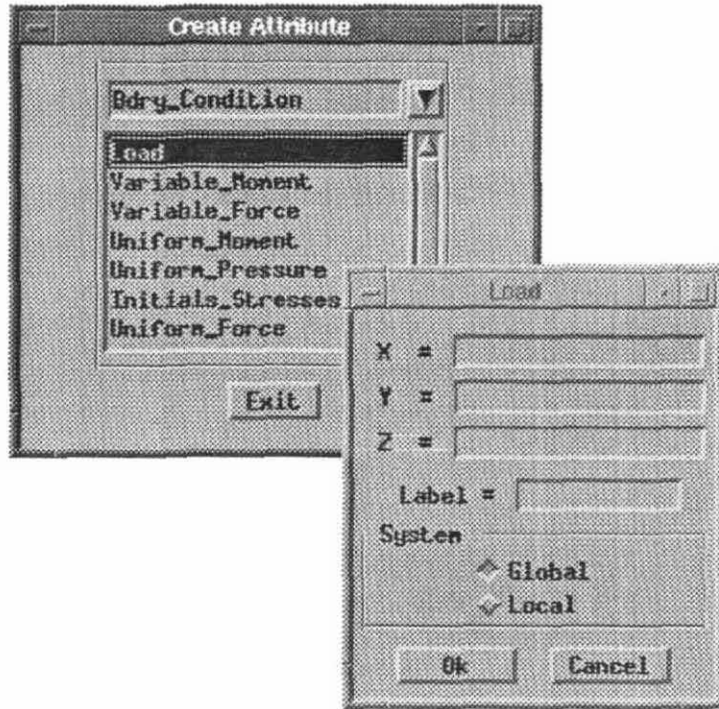 Create Attribute
Bdry_Condition
Load
Variable_Moment
Variable_Force
Uniform_Moment
Uniform_Pressure
Initials_Stresses
Uniform_Force
Exit
Load
X =
Y =
Z =
Label =
System
Global
Local
Ok
Cancel